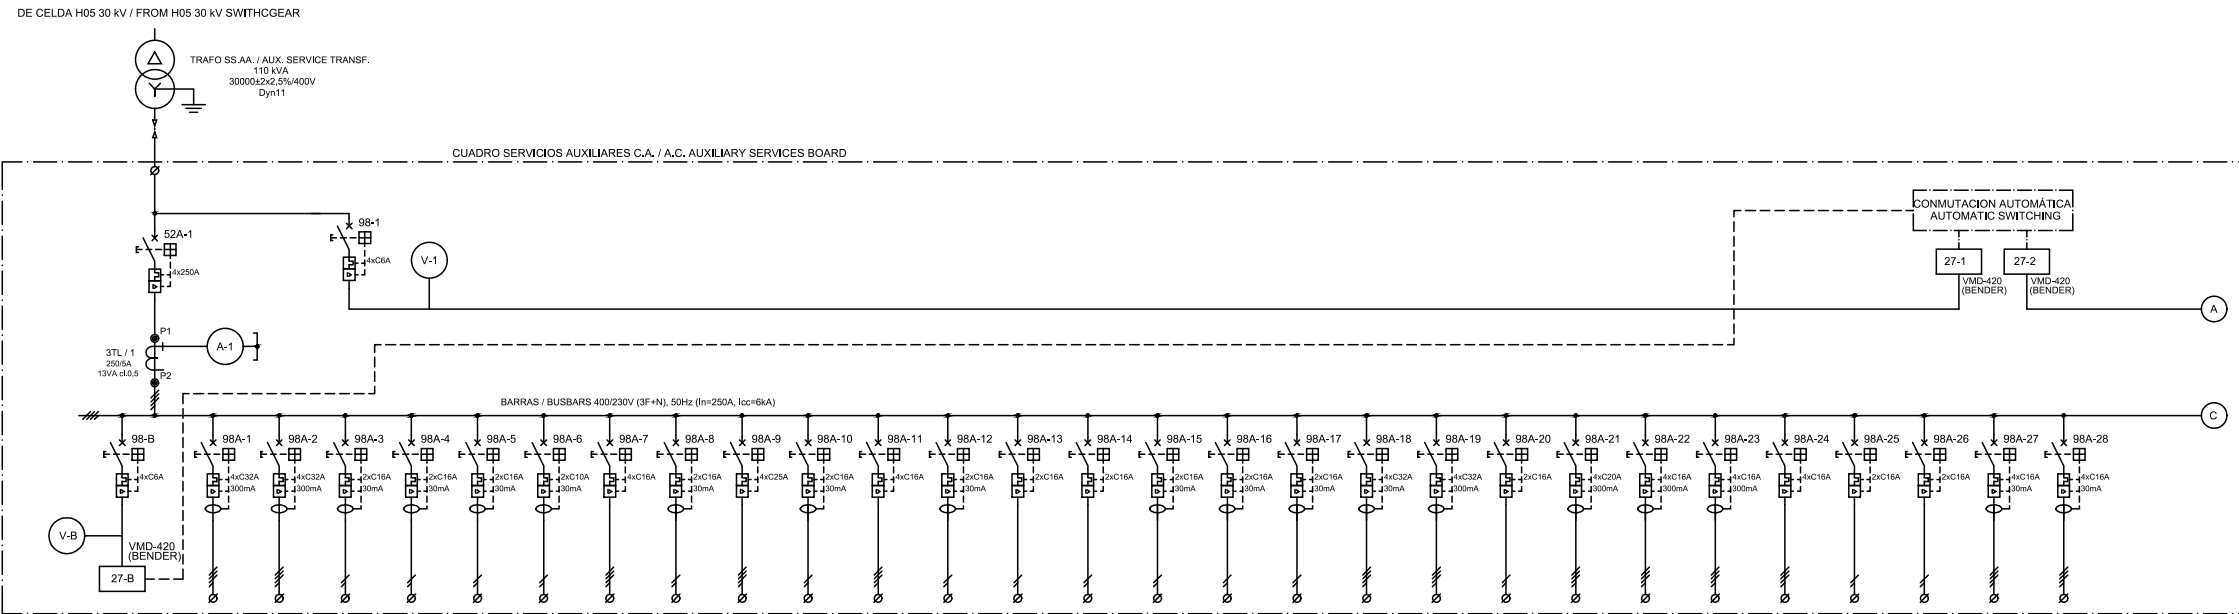 DE CELDA H05 30 kV / FROM H05 30 kV SWITHCGEAR
TRAFO SS.AA. / AUX. SERVICE TRANSF.
110 kVA
30000±2x2,5%/400V
Dyn11
CUADRO SERVICIOS AUXILIARES C.A. / A.C. AUXILIARY SERVICES BOARD
52A-1
4x250A
98-1
4xC6A
V-1
CONMUTACION AUTOMÁTICA
AUTOMATIC SWITCHING
27-1
VMD-420
(BENDER)
27-2
VMD-420
(BENDER)
A
P1
3TL / 1
250/5A
13VA cl.0,5
P2
A-1
BARRAS / BUSBARS 400/230V (3F+N), 50Hz (In=250A, Icc=6kA)
C
98-B
4xC6A
V-B
VMD-420
(BENDER)
27-B
98A-1
4xC32A
300mA
98A-2
4xC32A
300mA
98A-3
2xC16A
30mA
98A-4
2xC16A
30mA
98A-5
2xC16A
30mA
98A-6
2xC10A
30mA
98A-7
4xC16A
98A-8
2xC16A
30mA
98A-9
4xC25A
98A-10
2xC16A
30mA
98A-11
4xC16A
98A-12
2xC16A
30mA
98A-13
2xC16A
98A-14
2xC16A
98A-15
2xC16A
30mA
98A-16
2xC16A
30mA
98A-17
2xC16A
30mA
98A-18
4xC32A
30mA
98A-19
4xC32A
300mA
98A-20
2xC16A
98A-21
4xC20A
300mA
98A-22
4xC16A
300mA
98A-23
4xC16A
300mA
98A-24
4xC16A
98A-25
2xC16A
98A-26
2xC16A
98A-27
4xC16A
30mA
98A-28
4xC16A
30mA